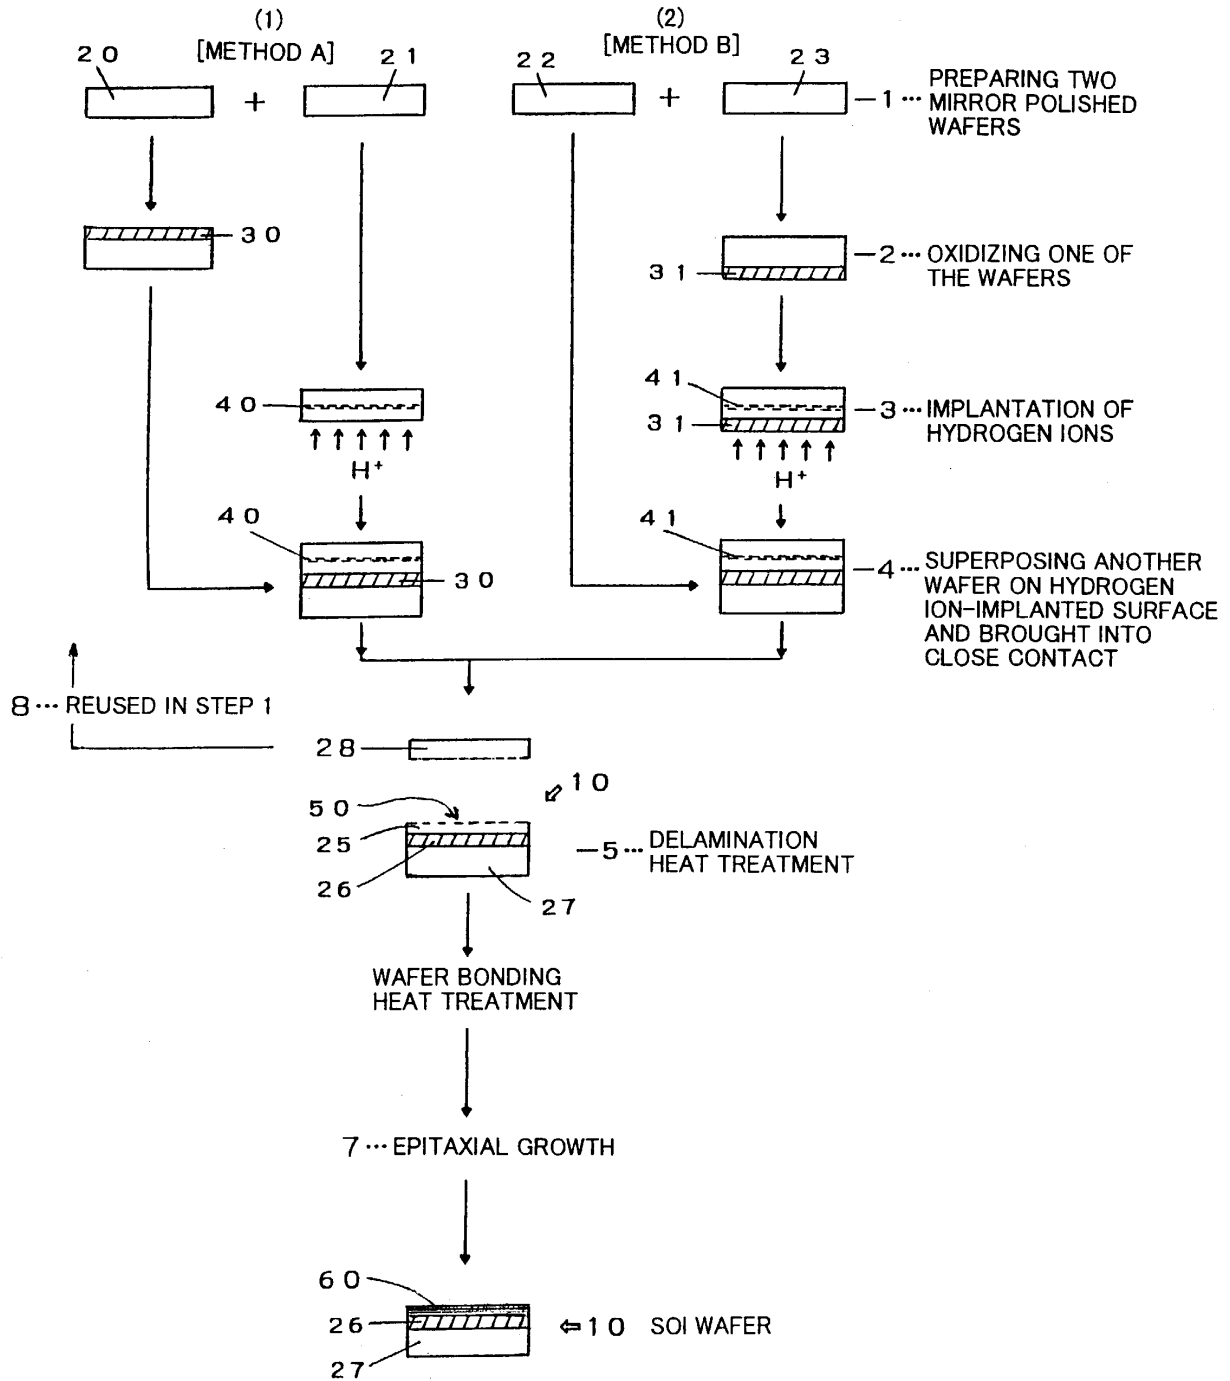 (1)
[METHOD A]
(2)
[METHOD B]
20
21
22
23
1 ··· PREPARING TWO
MIRROR POLISHED
WAFERS
30
31
2 ··· OXIDIZING ONE OF
THE WAFERS
40
41
31
3 ··· IMPLANTATION OF
HYDROGEN IONS
H+
H+
40
30
41
4 ··· SUPERPOSING ANOTHER
WAFER ON HYDROGEN
ION-IMPLANTED SURFACE
AND BROUGHT INTO
CLOSE CONTACT
8 ··· REUSED IN STEP 1
28
10
50
25
26
27
5 ··· DELAMINATION
HEAT TREATMENT
WAFER BONDING
HEAT TREATMENT
7 ··· EPITAXIAL GROWTH
60
26
27
10 SOI WAFER